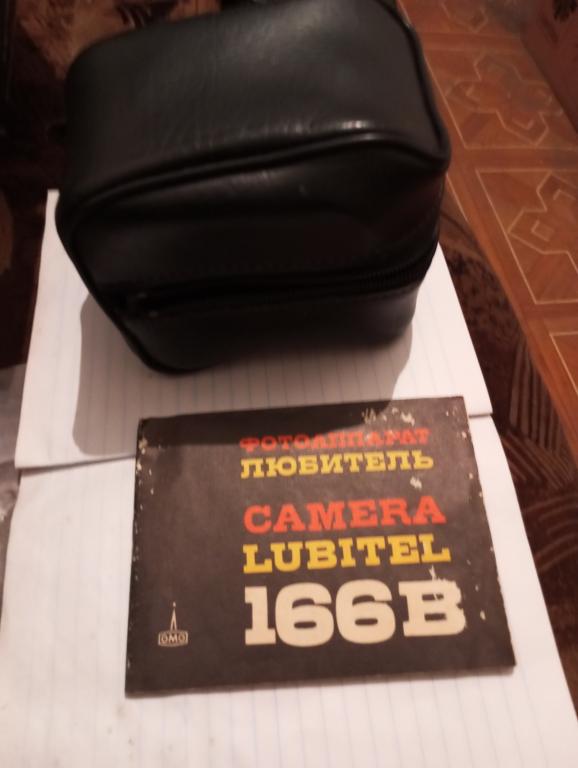 ФОТОАППАРАТ
ЛЮБИТЕЛЬ
CAMERA
LUBITEL
166B
ЛОМО